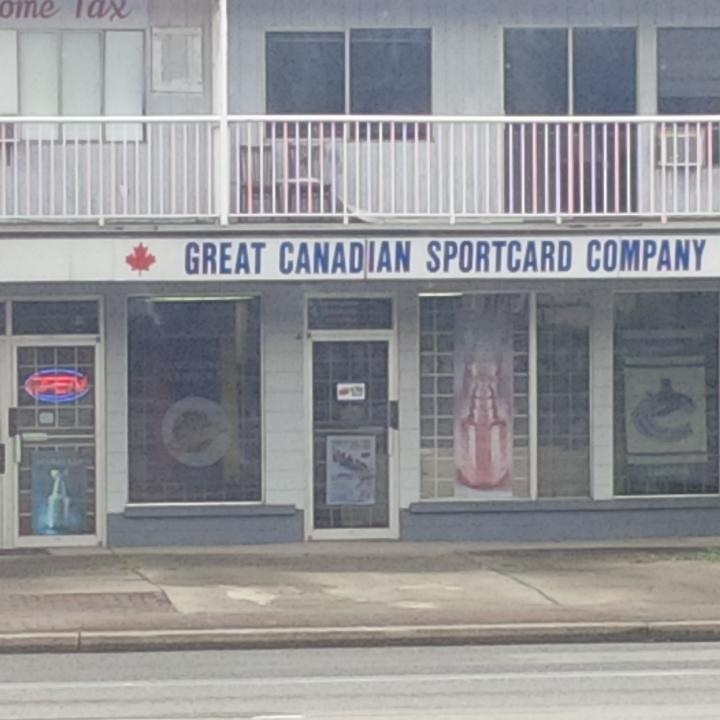 ome Tax
GREAT CANADIAN SPORTCARD COMPANY
OPEN